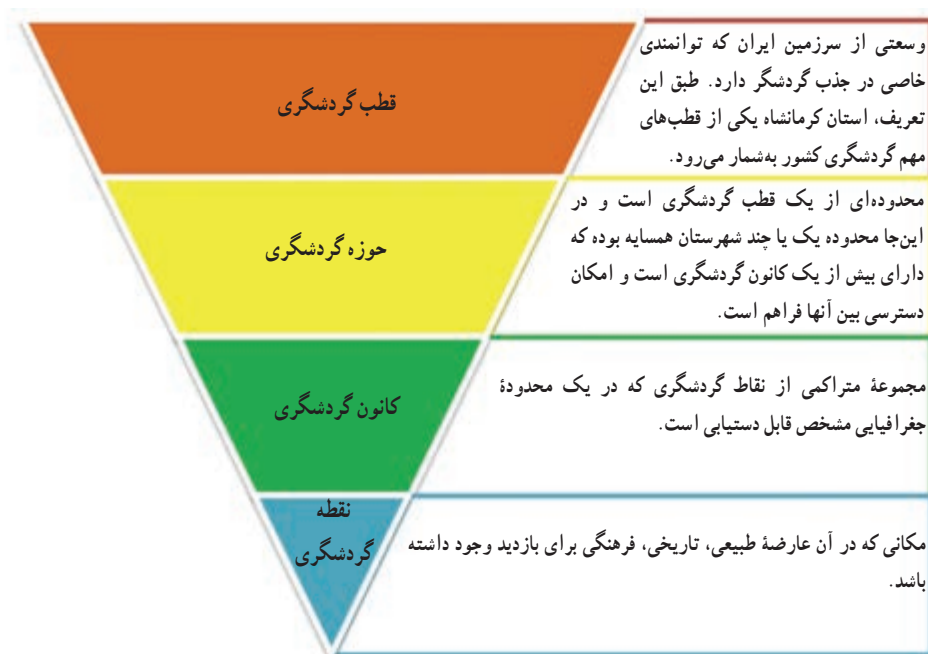 قطب گردشگری
وسعتی از سرزمین ایران که توانمندی
خاصی در جذب گردشگر دارد. طبق این
تعریف، استان کرمانشاه یکی از قطب‌های
مهم گردشگری کشور به‌شمار می‌رود.
حوزه گردشگری
محدوده‌ای از یک قطب گردشگری است و در
این‌جا محدوده یک یا چند شهرستان همسایه بوده که
دارای بیش از یک کانون گردشگری است و امکان
دسترسی بین آنها فراهم است.
کانون گردشگری
مجموعهٔ متراکمی از نقاط گردشگری که در یک محدودهٔ
جغرافیایی مشخص قابل دستیابی است.
نقطه
گردشگری
مکانی که در آن عارضهٔ طبیعی، تاریخی، فرهنگی برای بازدید وجود داشته
باشد.